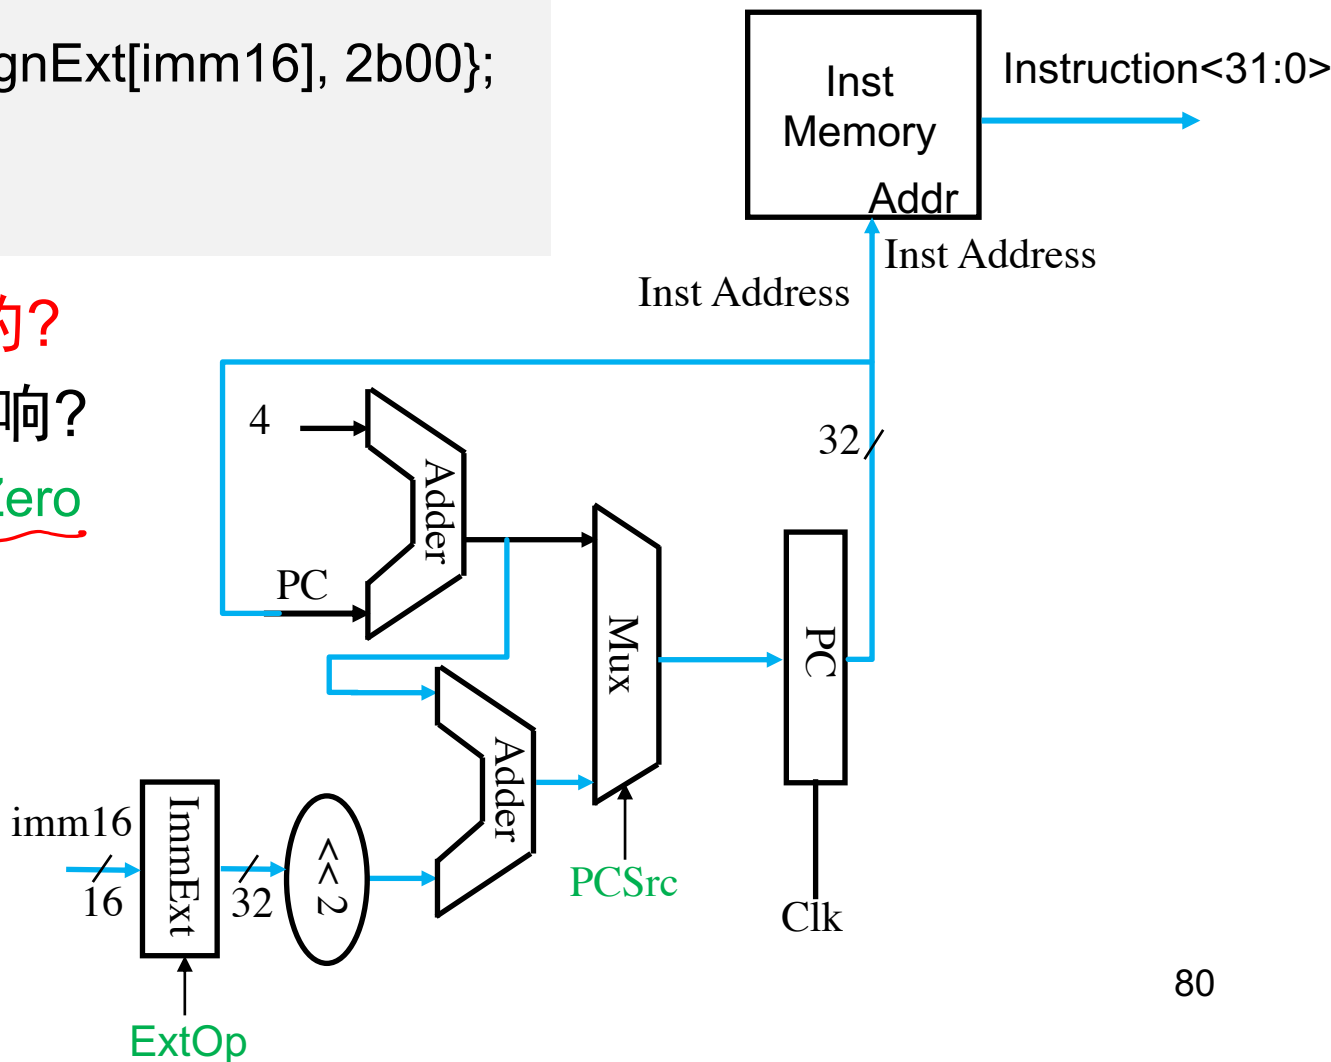 gnExt[imm16], 2b00};
的?
响?
Zero
Inst
Memory
Addr
Instruction<31:0>
Inst Address
Inst Address
32
4
Adder
PC
Mux
PC
Adder
imm16
16
ImmExt
32
<< 2
PCSrc
Clk
ExtOp
80